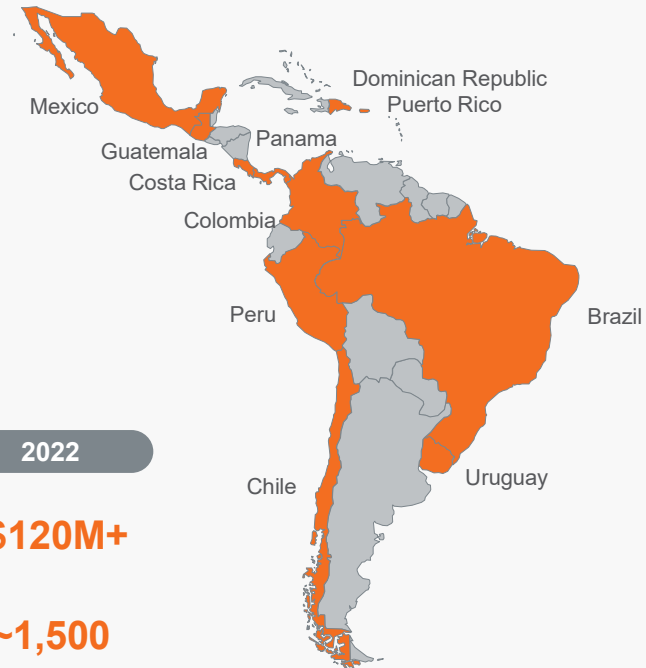 Dominican Republic
Puerto Rico
Mexico
Panama
Guatemala
Costa Rica
Colombia
Peru
Brazil
2022
Uruguay
Chile
$120M+
~1,500